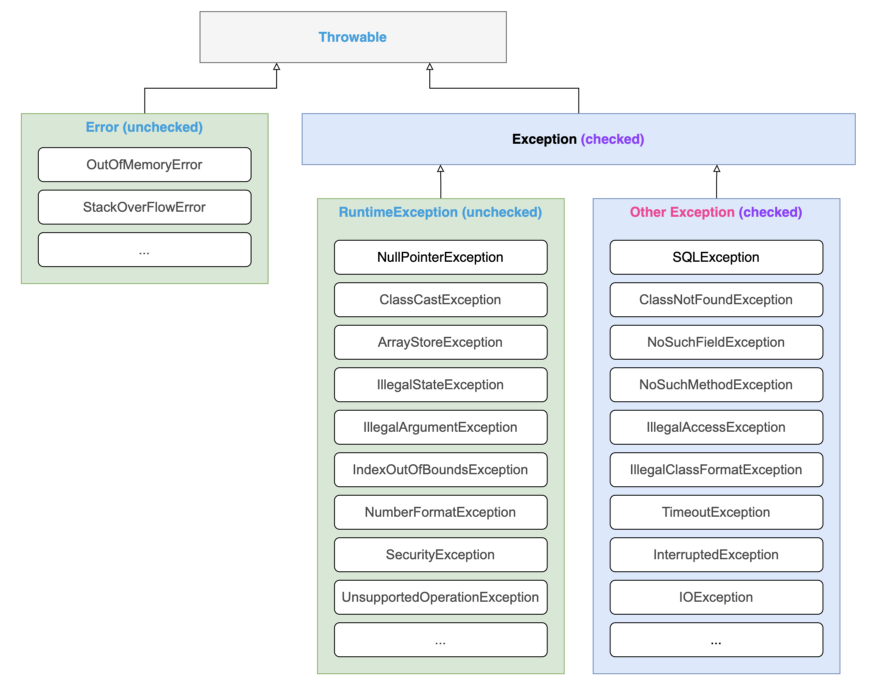 Throwable
Error (unchecked)
OutOfMemoryError
StackOverFlowError
...
Exception (checked)
RuntimeException (unchecked)
NullPointerException
ClassCastException
ArrayStoreException
IllegalStateException
IllegalArgumentException
IndexOutOfBoundsException
NumberFormatException
SecurityException
UnsupportedOperationException
...
Other Exception (checked)
SQLException
ClassNotFoundException
NoSuchFieldException
NoSuchMethodException
IllegalAccessException
IllegalClassFormatException
TimeoutException
InterruptedException
IOException
...